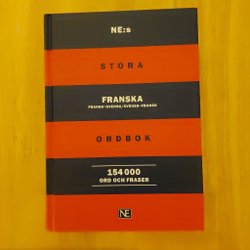 NE:s
STORA
FRANSKA
FRANSK-SVENSK/SVENSK-FRANSK
ORDBOK
154 000
ORD OCH FRASER
NE